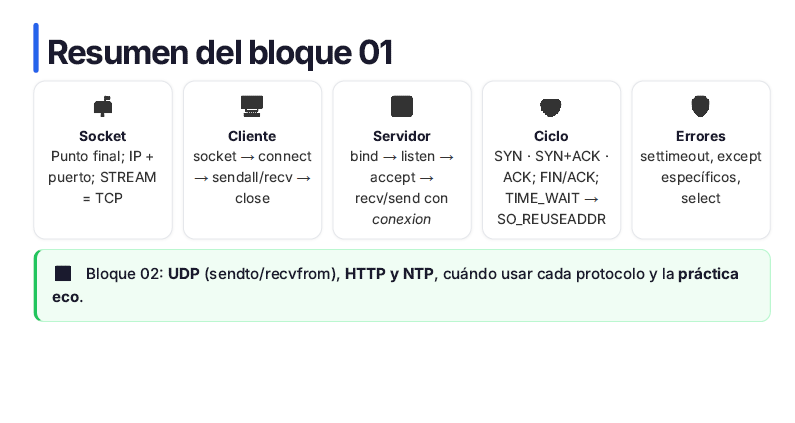 Resumen del bloque 01
Socket
Punto final; IP +
puerto; STREAM
= TCP
Cliente
socket → connect
→ sendall/recv →
close
Servidor
bind → listen →
accept →
recv/send con
conexion
Ciclo
SYN · SYN+ACK ·
ACK; FIN/ACK;
TIME_WAIT →
SO_REUSEADDR
Errores
settimeout, except
específicos,
select
Bloque 02: UDP (sendto/recvfrom), HTTP y NTP, cuándo usar cada protocolo y la práctica
eco.